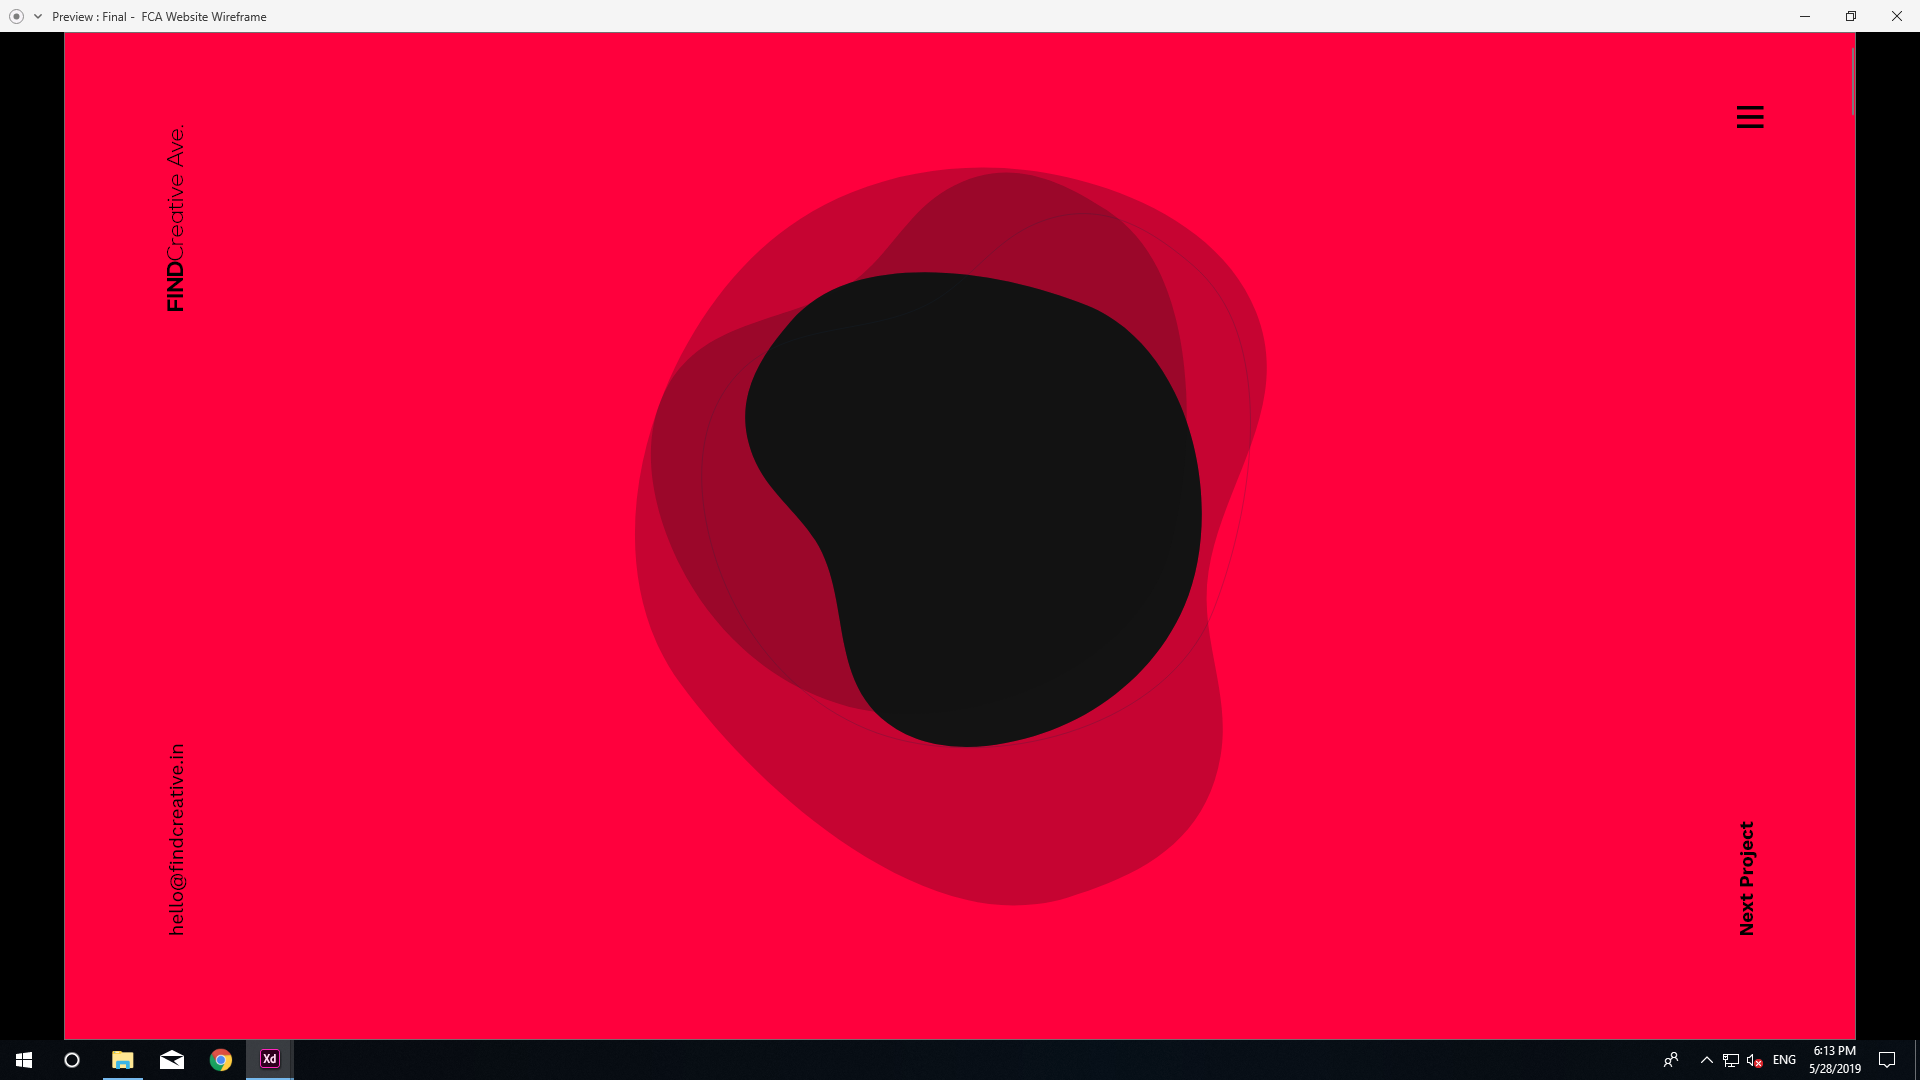 Preview : Final - FCA Website Wireframe
FINDCreative Ave.
hello@findcreative.in
Next Project
Xd
ENG
6:13 PM
5/28/2019